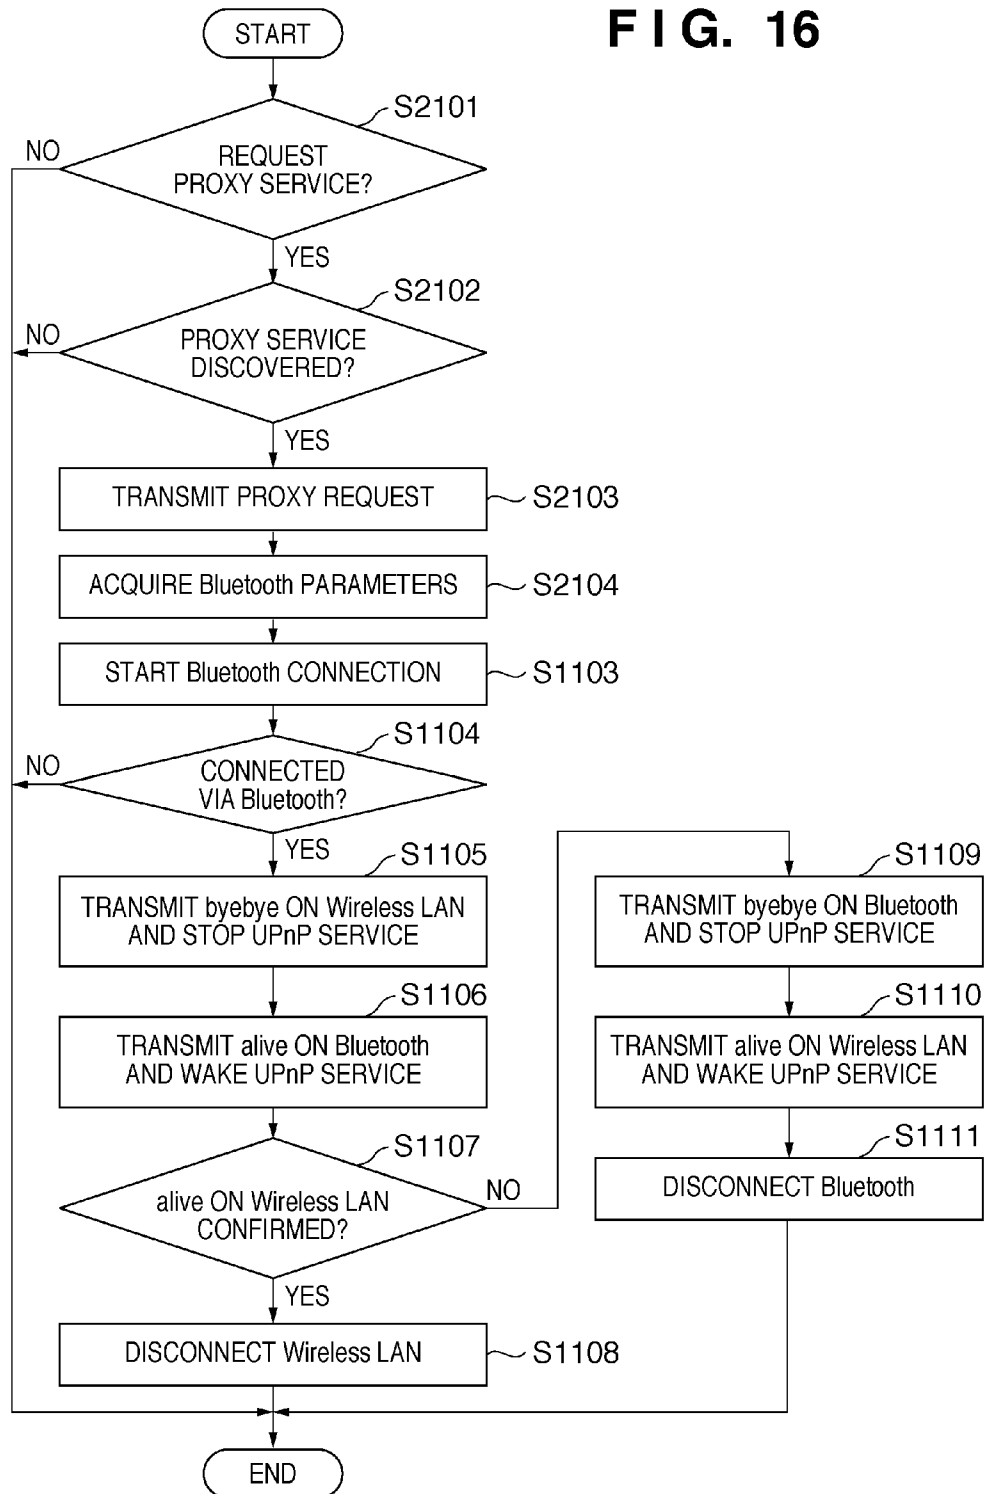 START
FIG. 16
S2101
NO
REQUEST
PROXY SERVICE?
YES
S2102
NO
PROXY SERVICE
DISCOVERED?
YES
TRANSMIT PROXY REQUEST
S2103
ACQUIRE Bluetooth PARAMETERS
S2104
START Bluetooth CONNECTION
S1103
S1104
NO
CONNECTED
VIA Bluetooth?
YES
S1105
TRANSMIT byebye ON Wireless LAN
AND STOP UPnP SERVICE
S1106
TRANSMIT alive ON Bluetooth
AND WAKE UPnP SERVICE
S1107
alive ON Wireless LAN
CONFIRMED?
NO
YES
DISCONNECT Wireless LAN
S1108
S1109
TRANSMIT byebye ON Bluetooth
AND STOP UPnP SERVICE
S1110
TRANSMIT alive ON Wireless LAN
AND WAKE UPnP SERVICE
S1111
DISCONNECT Bluetooth
END